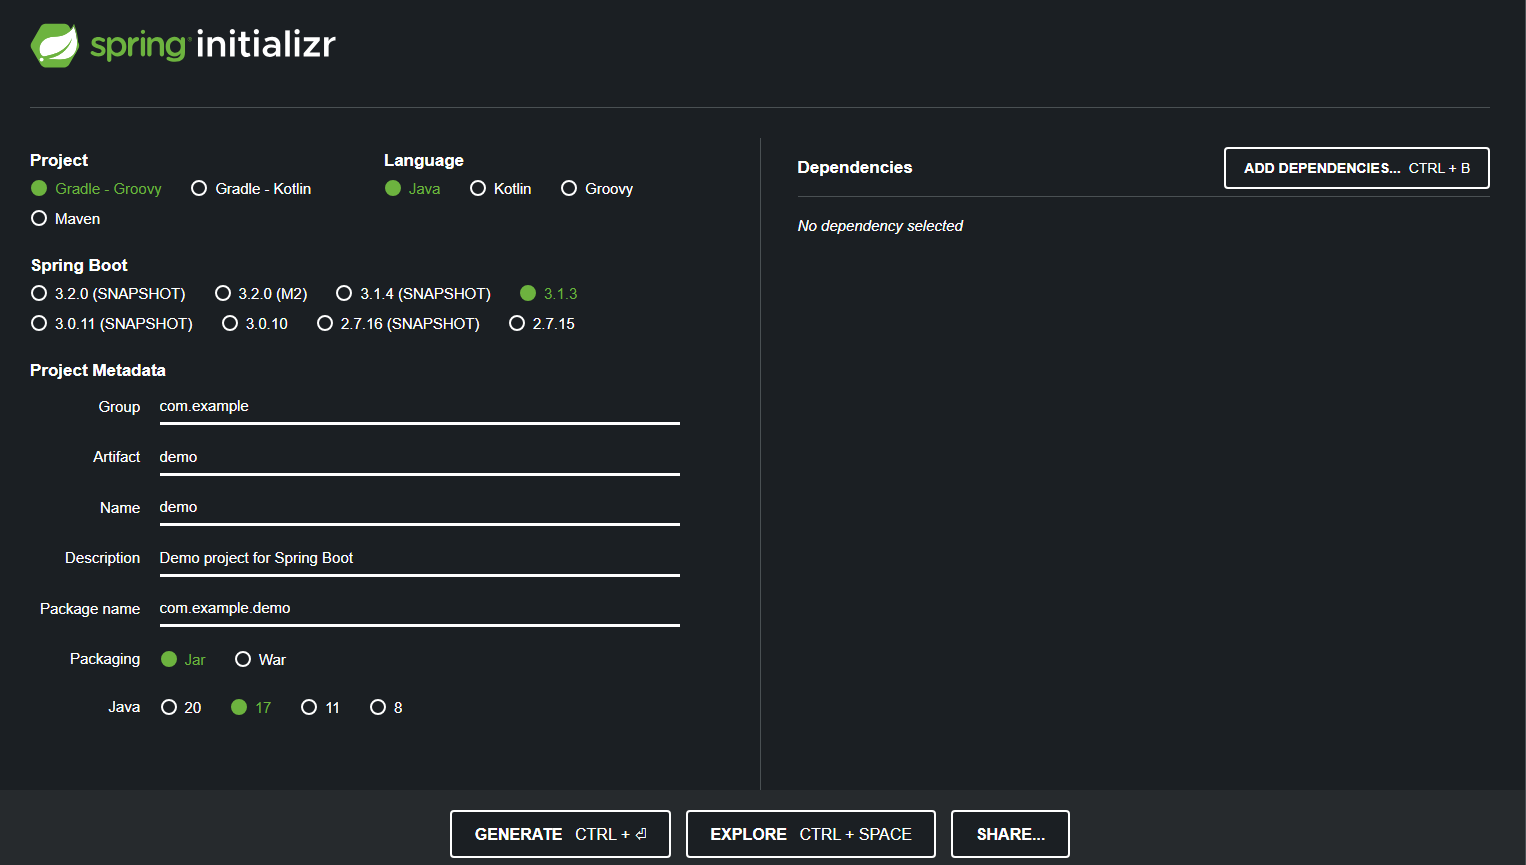 spring initializr
Project
Gradle - Groovy Gradle - Kotlin
Maven
Language
Java Kotlin Groovy
Spring Boot
3.2.0 (SNAPSHOT) 3.2.0 (M2) 3.1.4 (SNAPSHOT) 3.1.3
3.0.11 (SNAPSHOT) 3.0.10 2.7.16 (SNAPSHOT) 2.7.15
Project Metadata
Group com.example
Artifact demo
Name demo
Description Demo project for Spring Boot
Package name com.example.demo
Packaging Jar War
Java 20 17 11 8
Dependencies ADD DEPENDENCIES... CTRL + B
No dependency selected
GENERATE CTRL + ⏎ EXPLORE CTRL + SPACE SHARE...